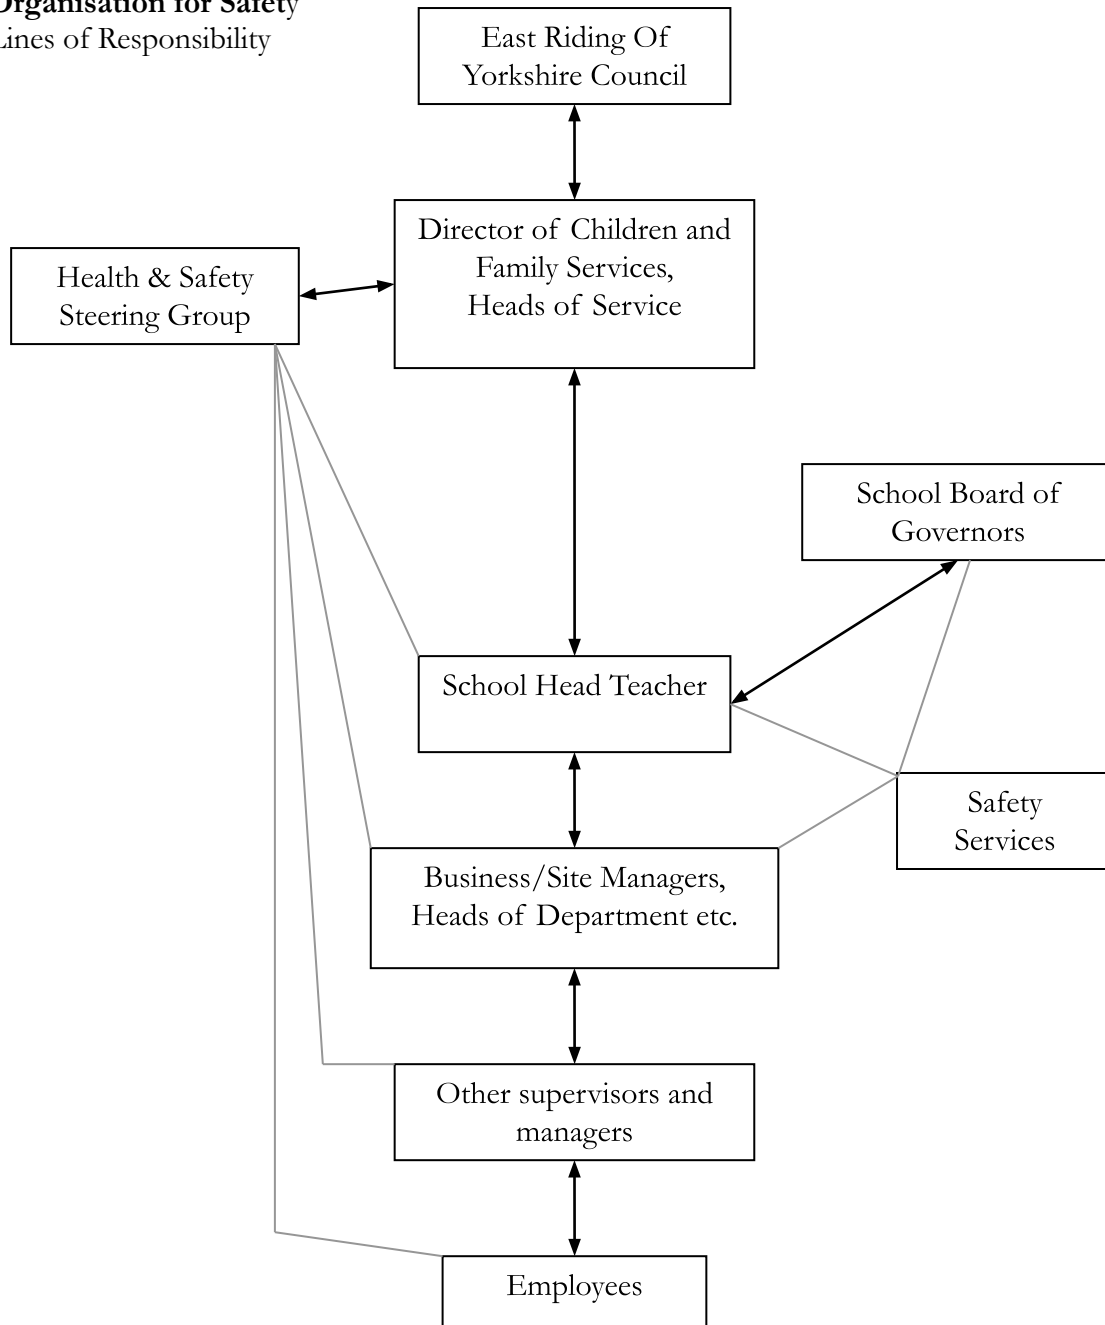 Organisation for Safety
Lines of Responsibility
East Riding Of
Yorkshire Council
Director of Children and
Family Services,
Heads of Service
Health & Safety
Steering Group
School Board of
Governors
School Head Teacher
Safety
Services
Business/Site Managers,
Heads of Department etc.
Other supervisors and
managers
Employees